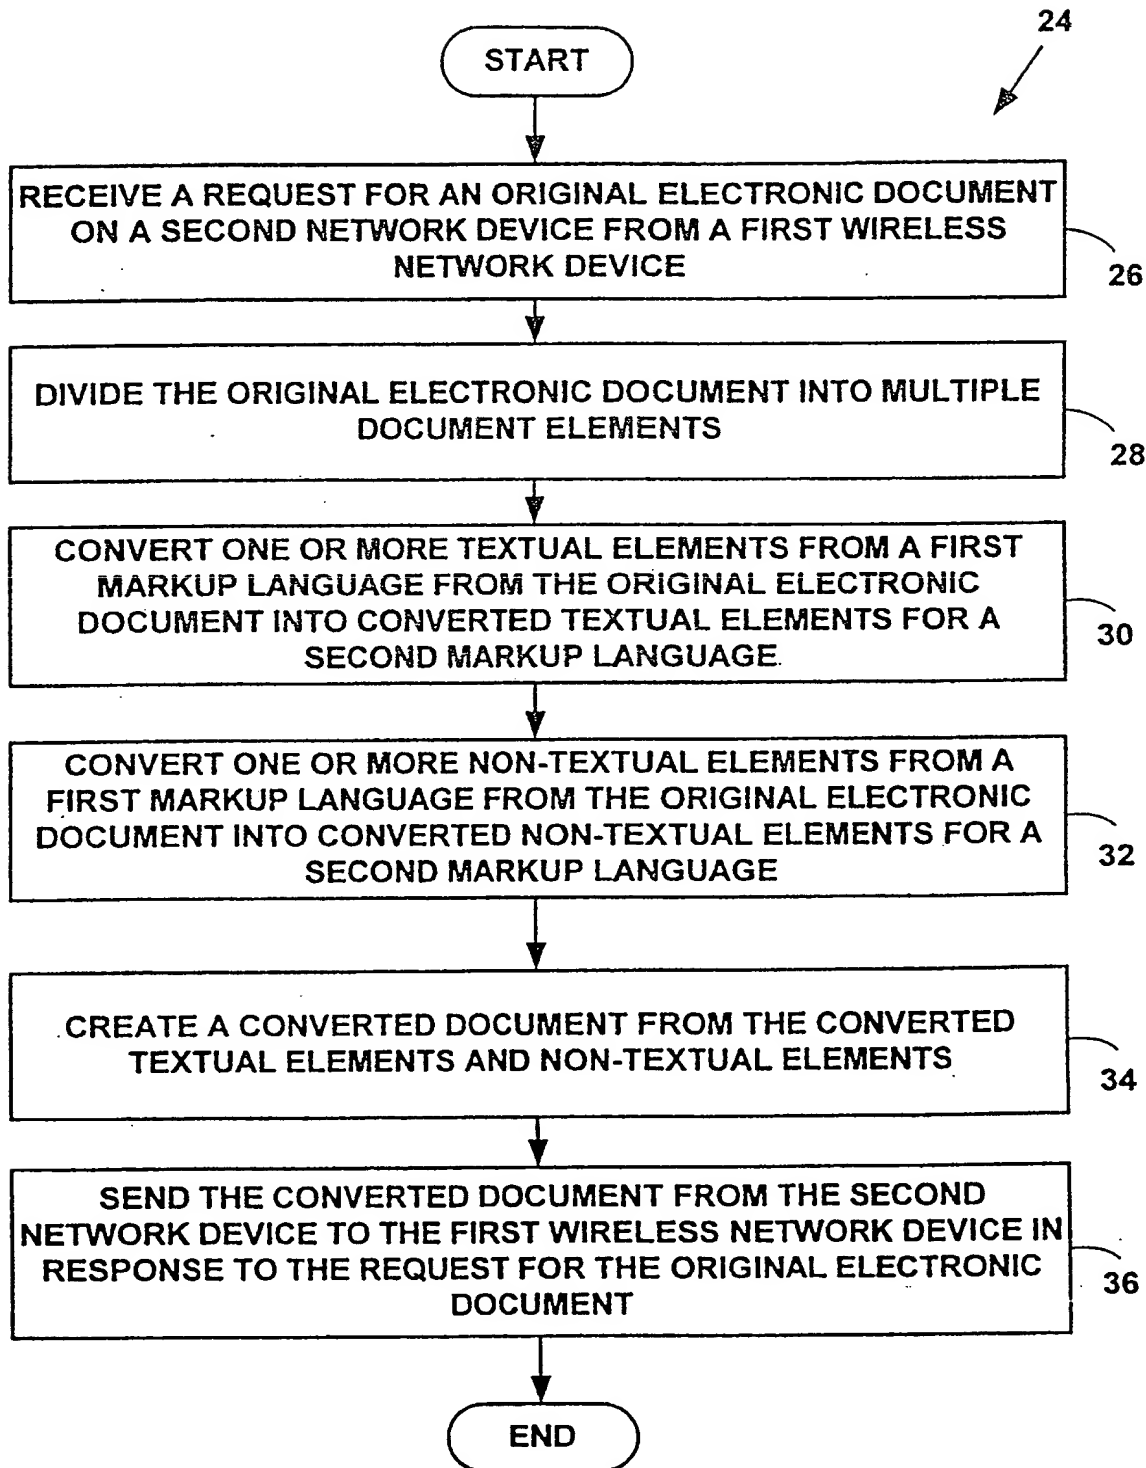 24
START
RECEIVE A REQUEST FOR AN ORIGINAL ELECTRONIC DOCUMENT
ON A SECOND NETWORK DEVICE FROM A FIRST WIRELESS
NETWORK DEVICE
26
DIVIDE THE ORIGINAL ELECTRONIC DOCUMENT INTO MULTIPLE
DOCUMENT ELEMENTS
28
CONVERT ONE OR MORE TEXTUAL ELEMENTS FROM A FIRST
MARKUP LANGUAGE FROM THE ORIGINAL ELECTRONIC
DOCUMENT INTO CONVERTED TEXTUAL ELEMENTS FOR A
SECOND MARKUP LANGUAGE
30
CONVERT ONE OR MORE NON-TEXTUAL ELEMENTS FROM A
FIRST MARKUP LANGUAGE FROM THE ORIGINAL ELECTRONIC
DOCUMENT INTO CONVERTED NON-TEXTUAL ELEMENTS FOR A
SECOND MARKUP LANGUAGE
32
CREATE A CONVERTED DOCUMENT FROM THE CONVERTED
TEXTUAL ELEMENTS AND NON-TEXTUAL ELEMENTS
34
SEND THE CONVERTED DOCUMENT FROM THE SECOND
NETWORK DEVICE TO THE FIRST WIRELESS NETWORK DEVICE IN
RESPONSE TO THE REQUEST FOR THE ORIGINAL ELECTRONIC
DOCUMENT
36
END